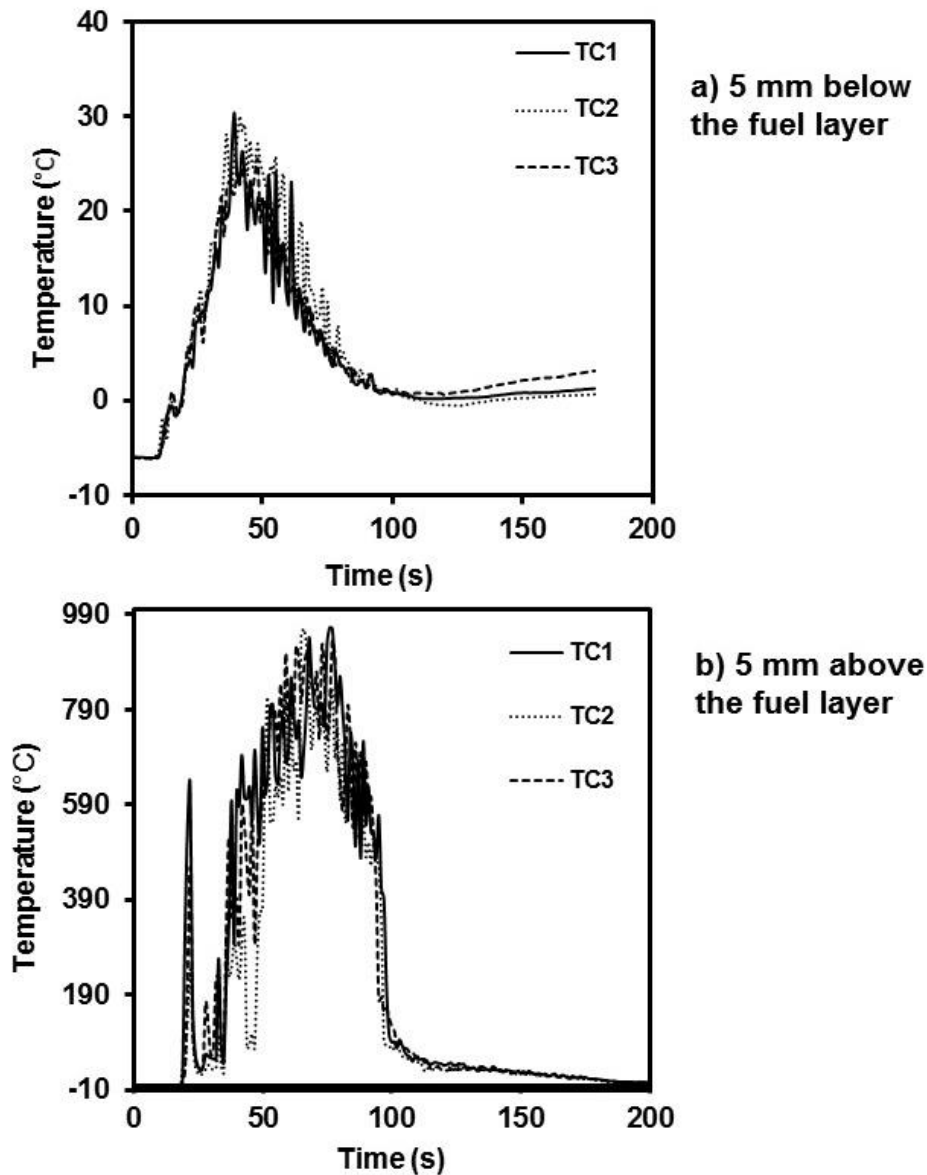 40
30
20
10
0
-10
Temperature (°C)
0 50 100 150 200
Time (s)
TC1
TC2
TC3
a) 5 mm below
the fuel layer
990
790
590
390
190
-10
Temperature (°C)
0 50 100 150 200
Time (s)
TC1
TC2
TC3
b) 5 mm above
the fuel layer